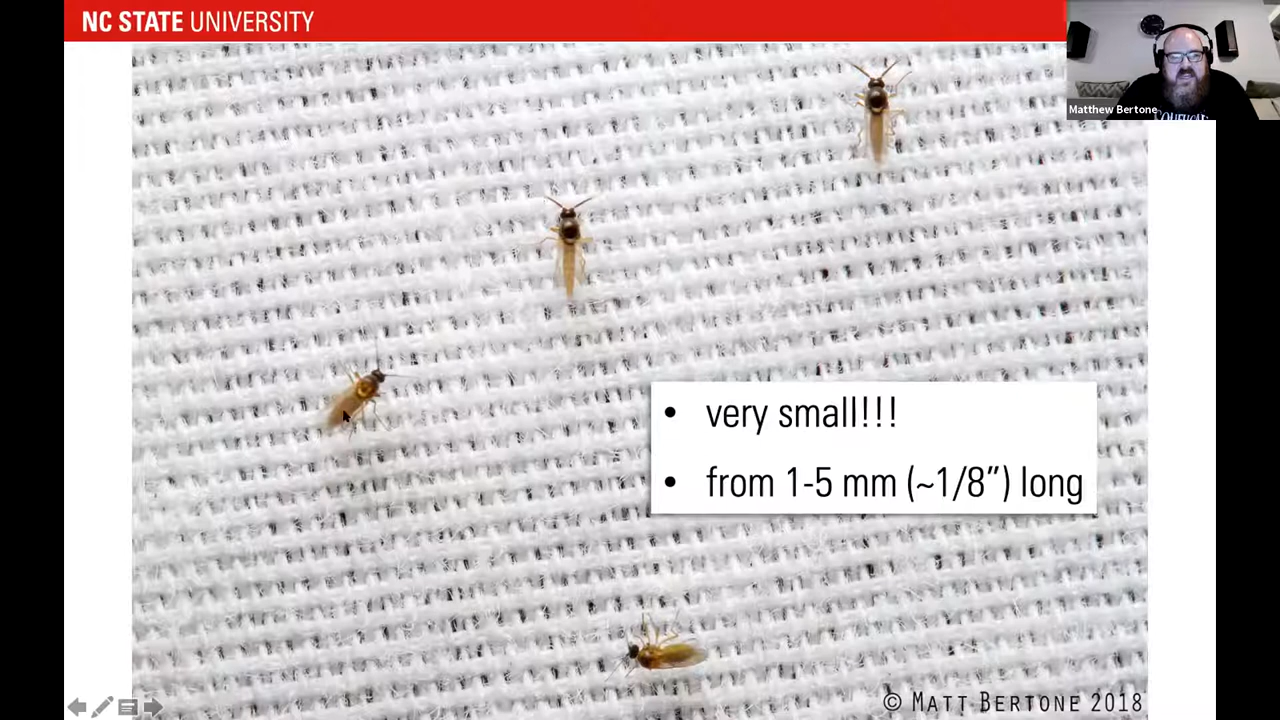 NC STATE UNIVERSITY
Matthew Bertone
• very small!!!
• from 1-5 mm (~1/8″) long
© MATT BERTONE 2018